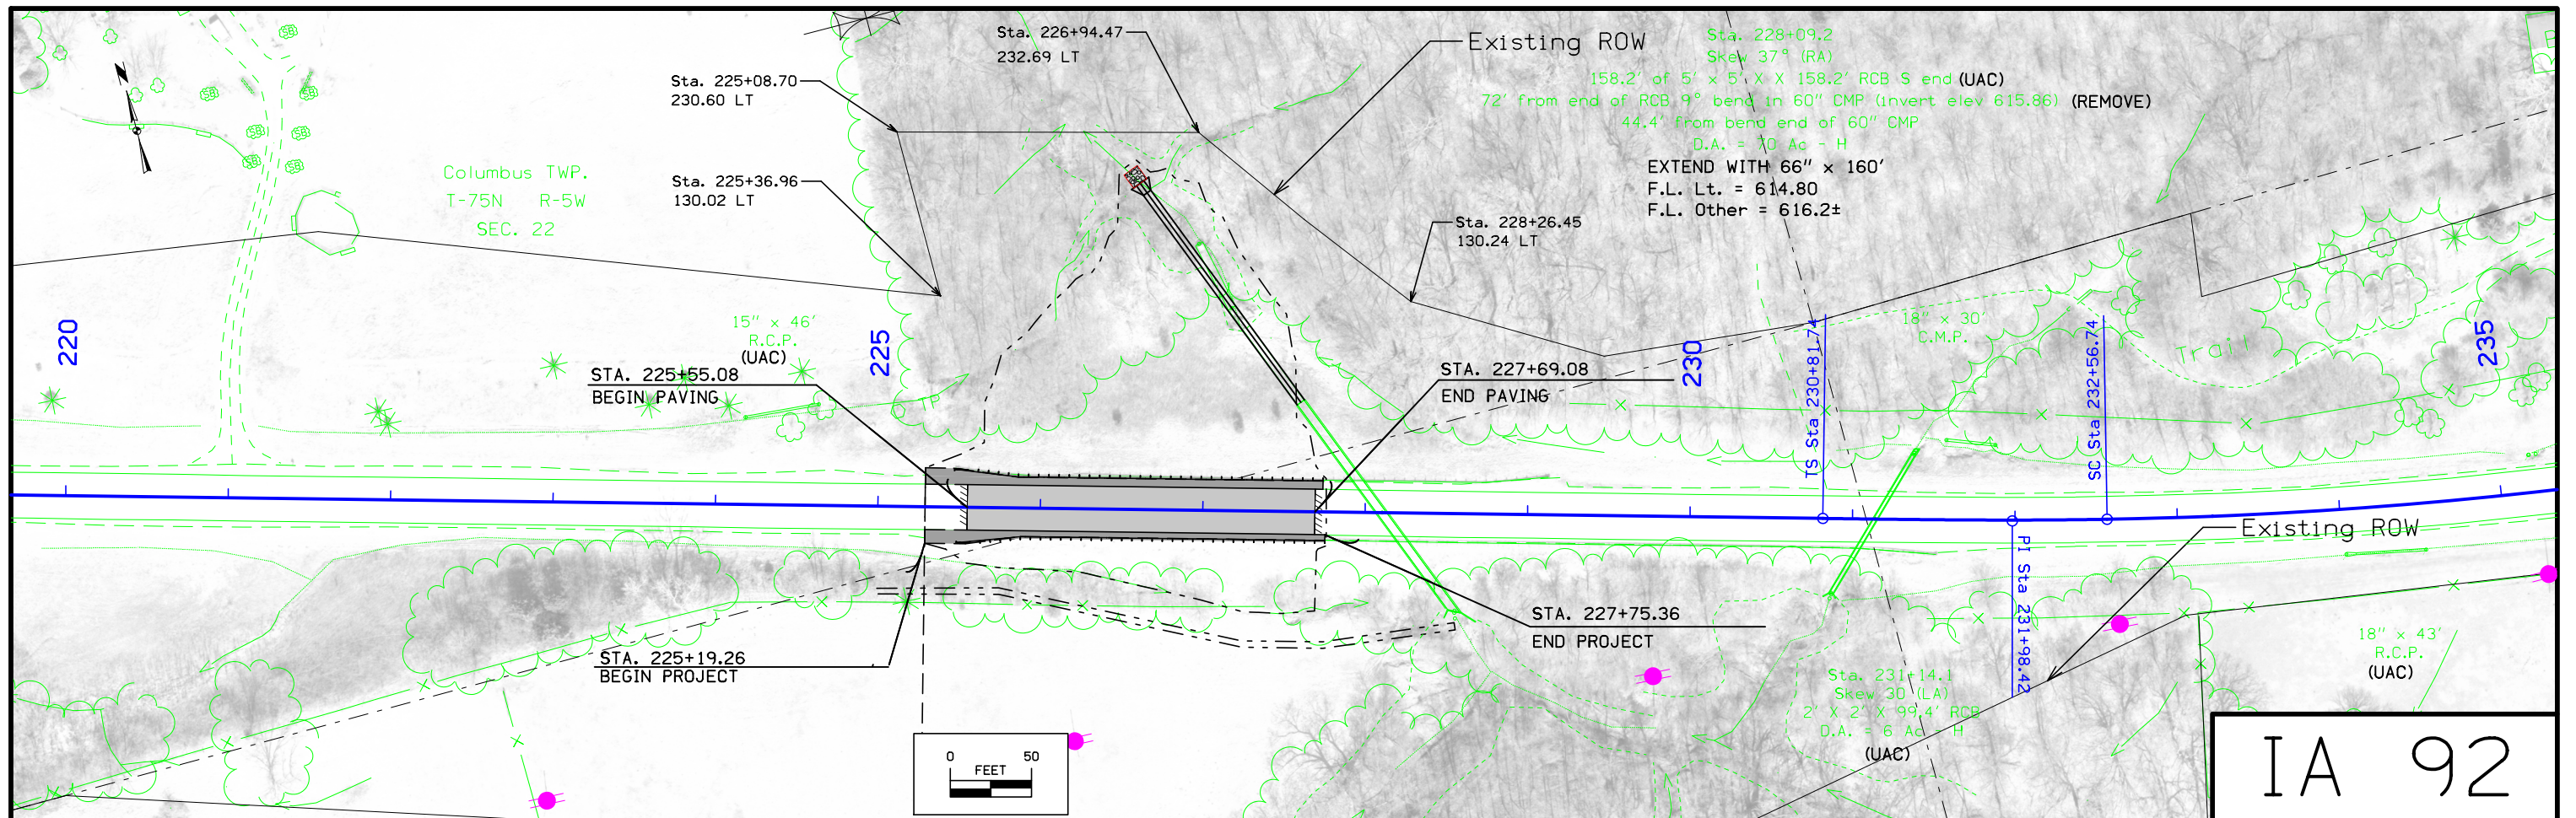 Sta. 226+94.47
232.69 LT
Existing ROW
Sta. 225+08.70
230.60 LT
Sta. 228+09.2
Skew 37° (RA)
158.2' of 5' x 5' X X 158.2' RCB S end (UAC)
72' from end of RCB 9° bend in 60" CMP (invert elev 615.86) (REMOVE)
44.4' from bend end of 60" CMP
D.A. = 70 Ac - H
EXTEND WITH 66" x 160'
F.L. Lt. = 614.80
F.L. Other = 616.2±
Columbus TWP.
T-75N R-5W
SEC. 22
Sta. 225+36.96
130.02 LT
Sta. 228+26.45
130.24 LT
220
15" x 46'
R.C.P.
(UAC)
225
230
18" x 30'
C.M.P.
Trail
235
STA. 225+55.08
BEGIN PAVING
STA. 227+69.08
END PAVING
TS Sta 230+81.74
SC Sta 232+56.74
Existing ROW
PI Sta 231+98.42
STA. 227+75.36
END PROJECT
STA. 225+19.26
BEGIN PROJECT
Sta. 231+14.1
Skew 30 (LA)
2' X 2' X 99.4' RCB
D.A. = 6 Ac - H
(UAC)
18" x 43'
R.C.P.
(UAC)
0 50
FEET
IA 92